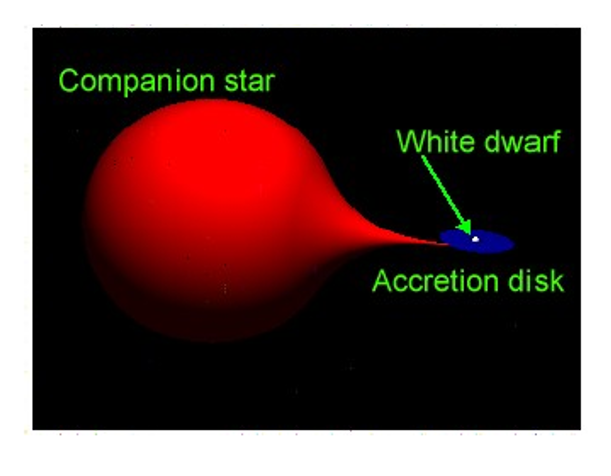 Companion star
White dwarf
Accretion disk